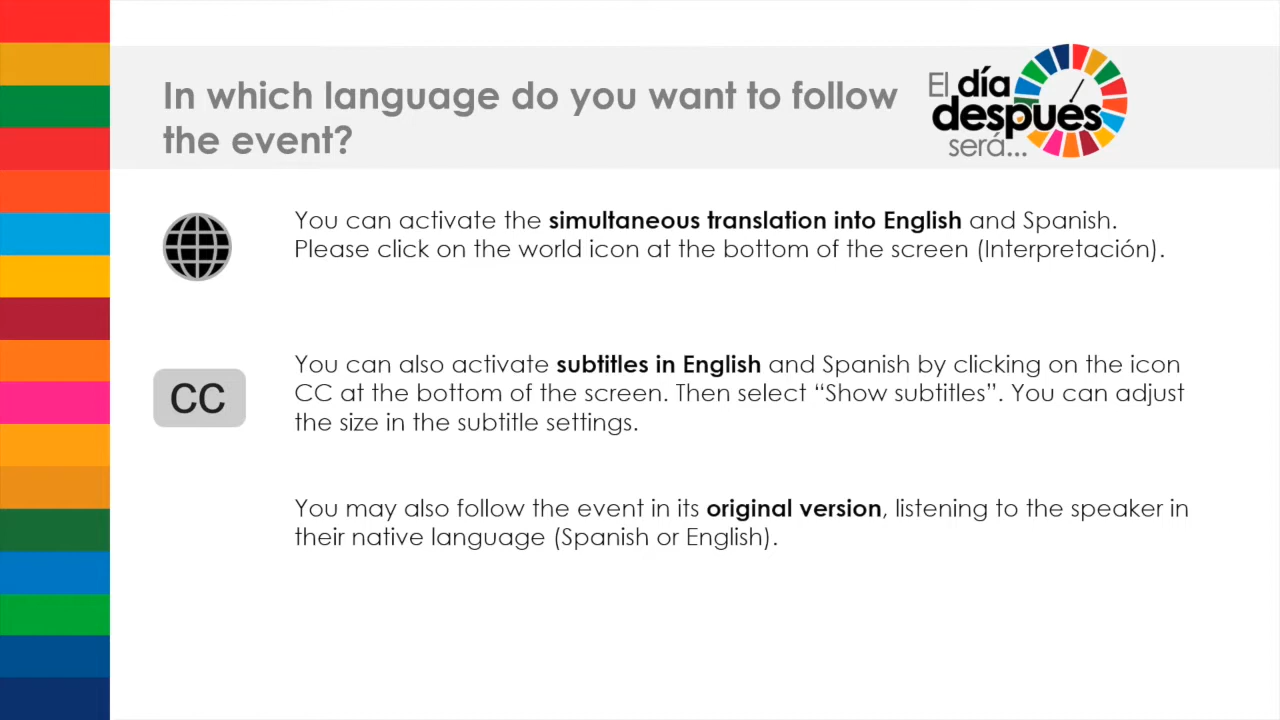 In which language do you want to follow
the event?
El día
después
será...
You can activate the simultaneous translation into English and Spanish.
Please click on the world icon at the bottom of the screen (Interpretación).
You can also activate subtitles in English and Spanish by clicking on the icon
CC at the bottom of the screen. Then select “Show subtitles”. You can adjust
the size in the subtitle settings.
CC
You may also follow the event in its original version, listening to the speaker in
their native language (Spanish or English).